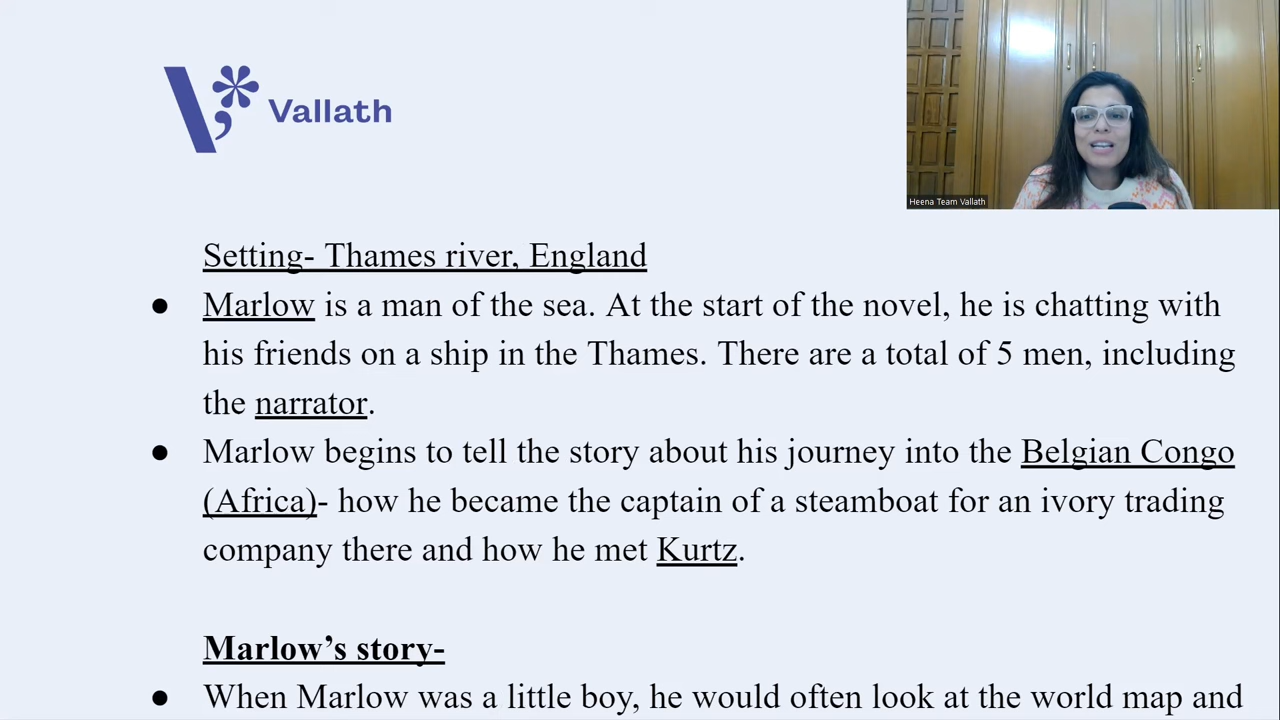 Vallath
Heena Team Vallath
Setting- Thames river, England
● Marlow is a man of the sea. At the start of the novel, he is chatting with
his friends on a ship in the Thames. There are a total of 5 men, including
the narrator.
● Marlow begins to tell the story about his journey into the Belgian Congo
(Africa)- how he became the captain of a steamboat for an ivory trading
company there and how he met Kurtz.
Marlow’s story-
● When Marlow was a little boy, he would often look at the world map and